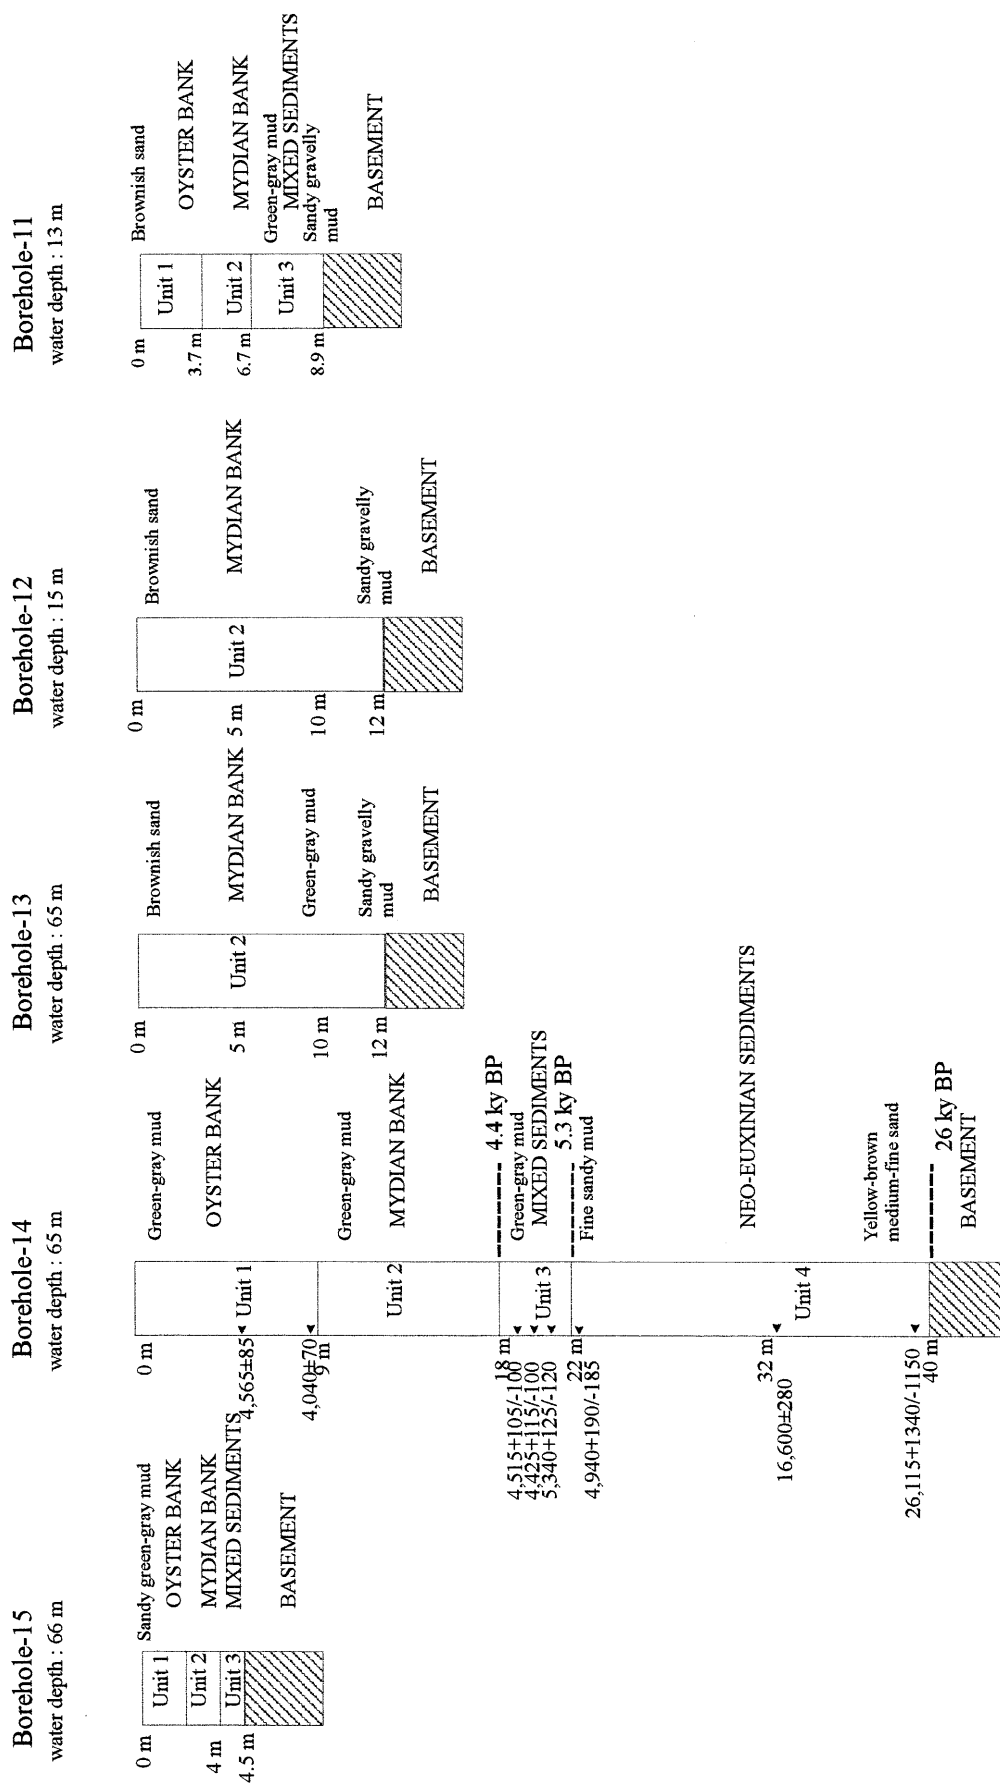 Borehole-15
water depth : 66 m
0 m
4 m
4.5 m
Unit 1
Unit 2
Unit 3
Sandy green-gray mud
OYSTER BANK
MYDIAN BANK
MIXED SEDIMENTS
BASEMENT
Borehole-14
water depth : 65 m
0 m
4,565±85
4,040±70
9 m
18 m
4,515+105/-100
4,425+115/-100
5,340+125/-120
22 m
4,940+190/-185
32 m
16,600±280
26,115+1340/-1150
40 m
Unit 1
Unit 2
Unit 3
Unit 4
Green-gray mud
OYSTER BANK
Green-gray mud
MYDIAN BANK
4.4 ky BP
Green-gray mud
MIXED SEDIMENTS
5.3 ky BP
Fine sandy mud
NEO-EUXINIAN SEDIMENTS
Yellow-brown
medium-fine sand
26 ky BP
BASEMENT
Borehole-13
water depth : 65 m
0 m
5 m
10 m
12 m
Unit 2
Brownish sand
MYDIAN BANK
Green-gray mud
Sandy gravelly
mud
BASEMENT
Borehole-12
water depth : 15 m
0 m
5 m
10 m
12 m
Unit 2
Brownish sand
MYDIAN BANK
Sandy gravelly
mud
BASEMENT
Borehole-11
water depth : 13 m
0 m
3.7 m
6.7 m
8.9 m
Unit 1
Unit 2
Unit 3
Brownish sand
OYSTER BANK
MYDIAN BANK
Green-gray mud
MIXED SEDIMENTS
Sandy gravelly
mud
BASEMENT